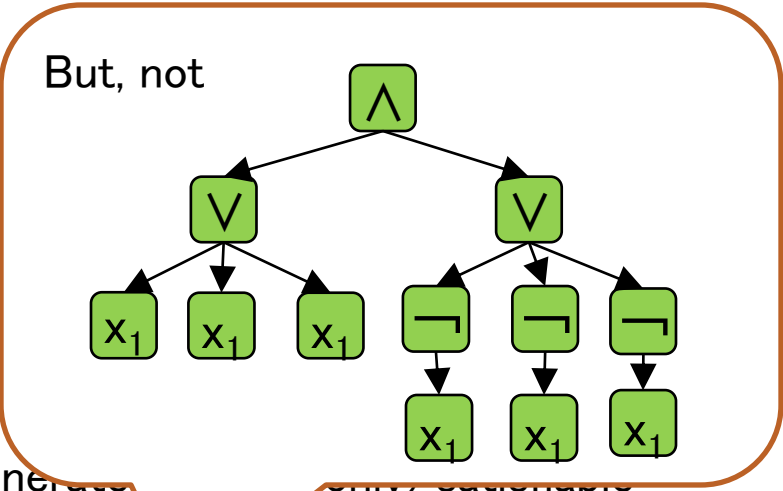 But, not
∧
∨ ∨
x₁ x₁ x₁ ¬ ¬ ¬
x₁ x₁ x₁